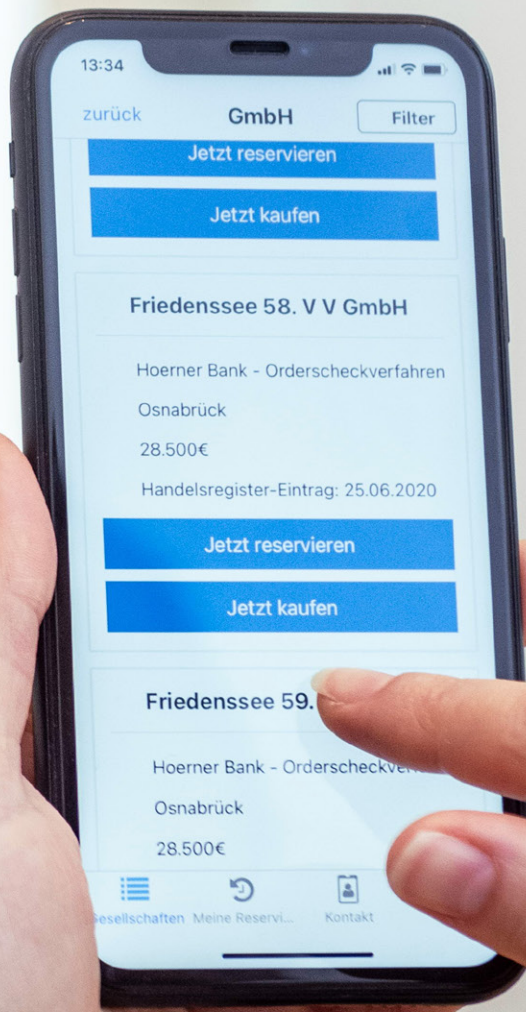 13:34
zurück GmbH Filter
Jetzt reservieren
Jetzt kaufen
Friedenssee 58. V V GmbH
Hoerner Bank - Orderscheckverfahren
Osnabrück
28.500€
Handelsregister-Eintrag: 25.06.2020
Jetzt reservieren
Jetzt kaufen
Friedenssee 59.
Hoerner Bank -
Osnabrück
28.500€
Gesellschaften Meine Reservi... Kontakt